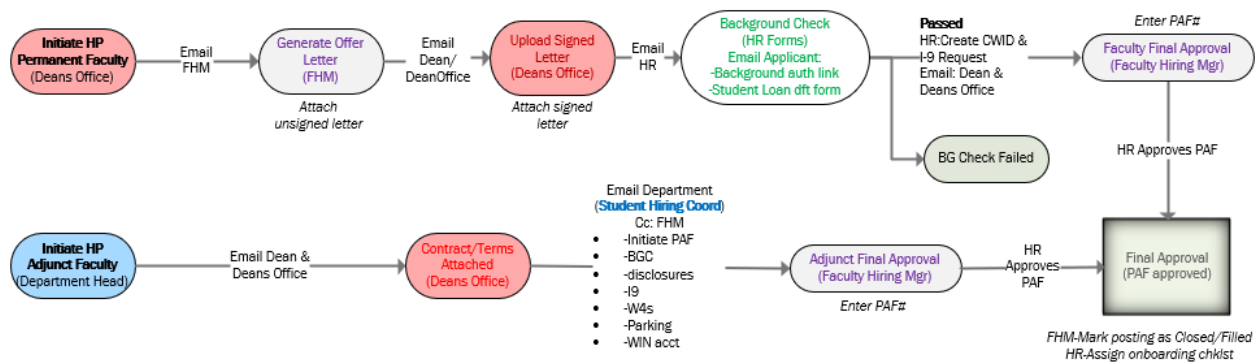 Initiate HP
Permanent Faculty
(Deans Office)
Email
FHM
Generate Offer
Letter
(FHM)
Attach
unsigned letter
Email
Dean/
DeanOffice
Upload Signed
Letter
(Deans Office)
Attach signed
letter
Email
HR
Background Check
(HR Forms)
Email Applicant:
-Background auth link
-Student Loan dft form
Passed
HR:Create CWID &
I-9 Request
Email: Dean &
Deans Office
BG Check Failed
Enter PAF#
Faculty Final Approval
(Faculty Hiring Mgr)
HR Approves PAF
Initiate HP
Adjunct Faculty
(Department Head)
Email Dean &
Deans Office
Contract/Terms
Attached
(Deans Office)
Email Department
(Student Hiring Coord)
Cc: FHM
• -Initiate PAF
• -BGC
• -disclosures
• -I9
• -W4s
• -Parking
• -WIN acct
Adjunct Final Approval
(Faculty Hiring Mgr)
Enter PAF#
HR
Approves
PAF
Final Approval
(PAF approved)
FHM-Mark posting as Closed/Filled
HR-Assign onboarding chklst